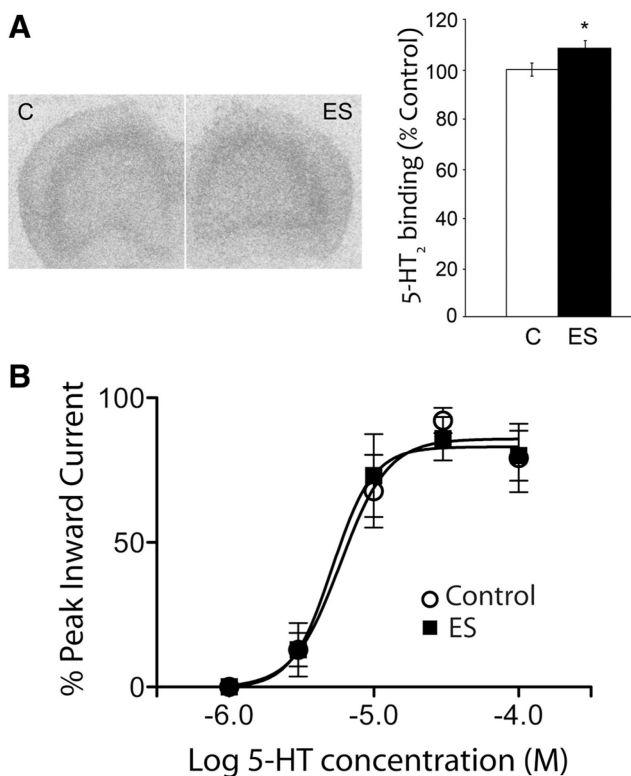 A
C
ES
5-HT₂ binding (% Control)
120
100
80
60
40
20
0
*
C
ES
B
% Peak Inward Current
100
50
0
Control
ES
-6.0
-5.0
-4.0
Log 5-HT concentration (M)